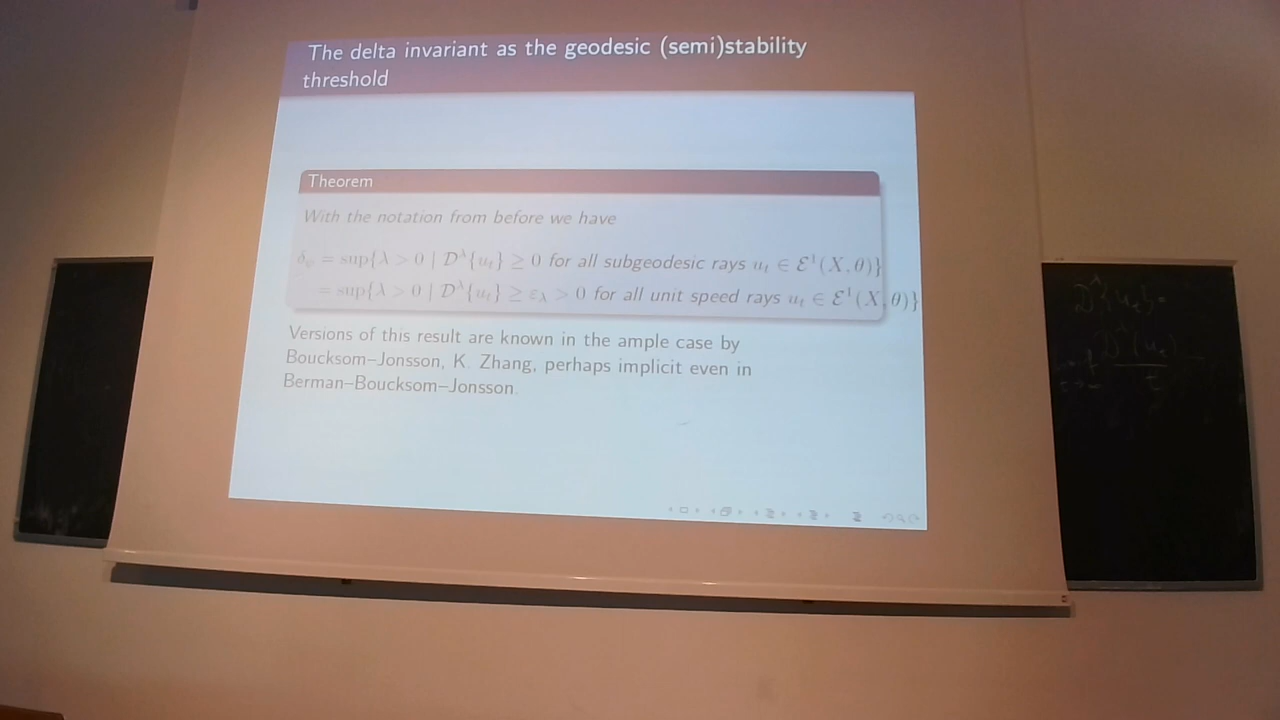 The delta invariant as the geodesic (semi)stability
threshold
Theorem
With the notation from before we have
δ_ψ = sup{λ > 0 | 𝒟^λ{u_t} ≥ 0 for all subgeodesic rays u_t ∈ ℰ^1(X, θ)}
= sup{λ > 0 | 𝒟^λ{u_t} ≥ ε_λ > 0 for all unit speed rays u_t ∈ ℰ^1(X, θ)}
Versions of this result are known in the ample case by
Boucksom–Jonsson, K. Zhang, perhaps implicit even in
Berman–Boucksom–Jonsson.
𝒟^λ{u_t} =
𝒟^λ(u_t)
t